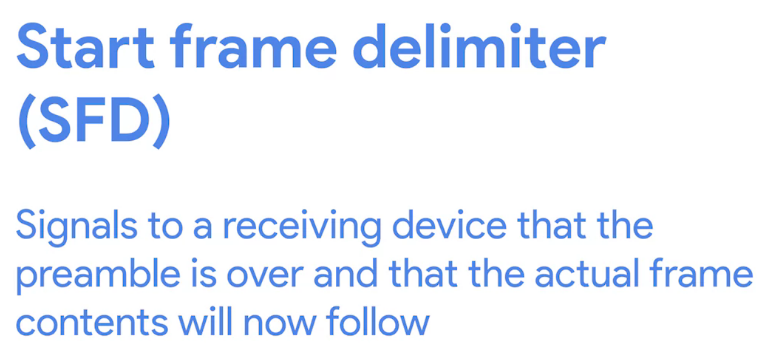 Start frame delimiter
(SFD)
Signals to a receiving device that the
preamble is over and that the actual frame
contents will now follow